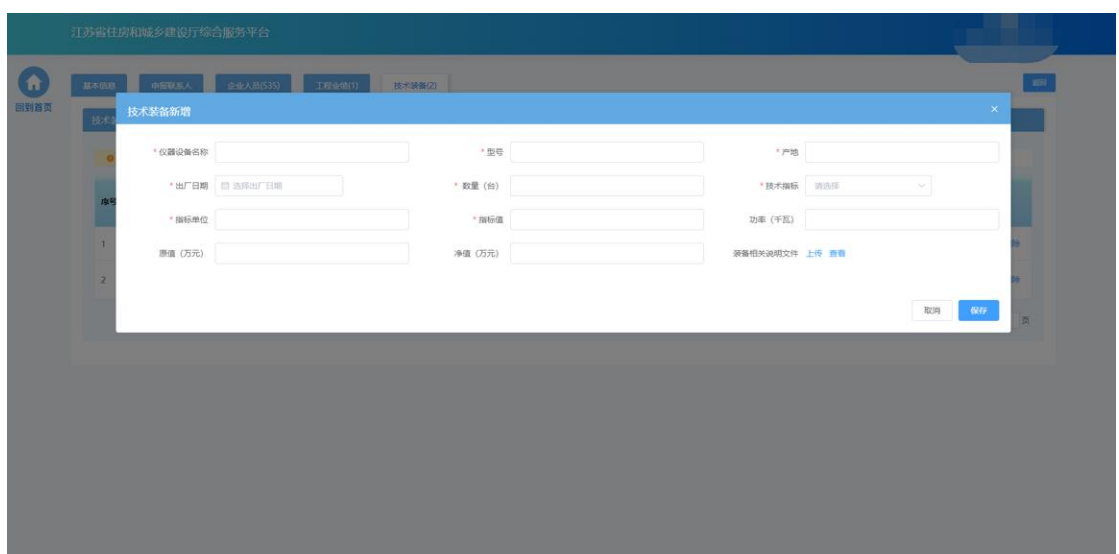 江苏省住房和城乡建设厅综合服务平台
回到首页
基本信息 申报联系人 企业人员(535) 工程业绩(1) 技术装备(2) 返回
技术装
技术装备新增 ×
* 仪器设备名称 * 型号 * 产地
* 出厂日期 选择出厂日期 * 数量（台） * 技术指标 请选择
* 指标单位 * 指标值 功率（千瓦）
原值（万元） 净值（万元） 装备相关说明文件 上传 查看
取消 保存
序号
1
2
页